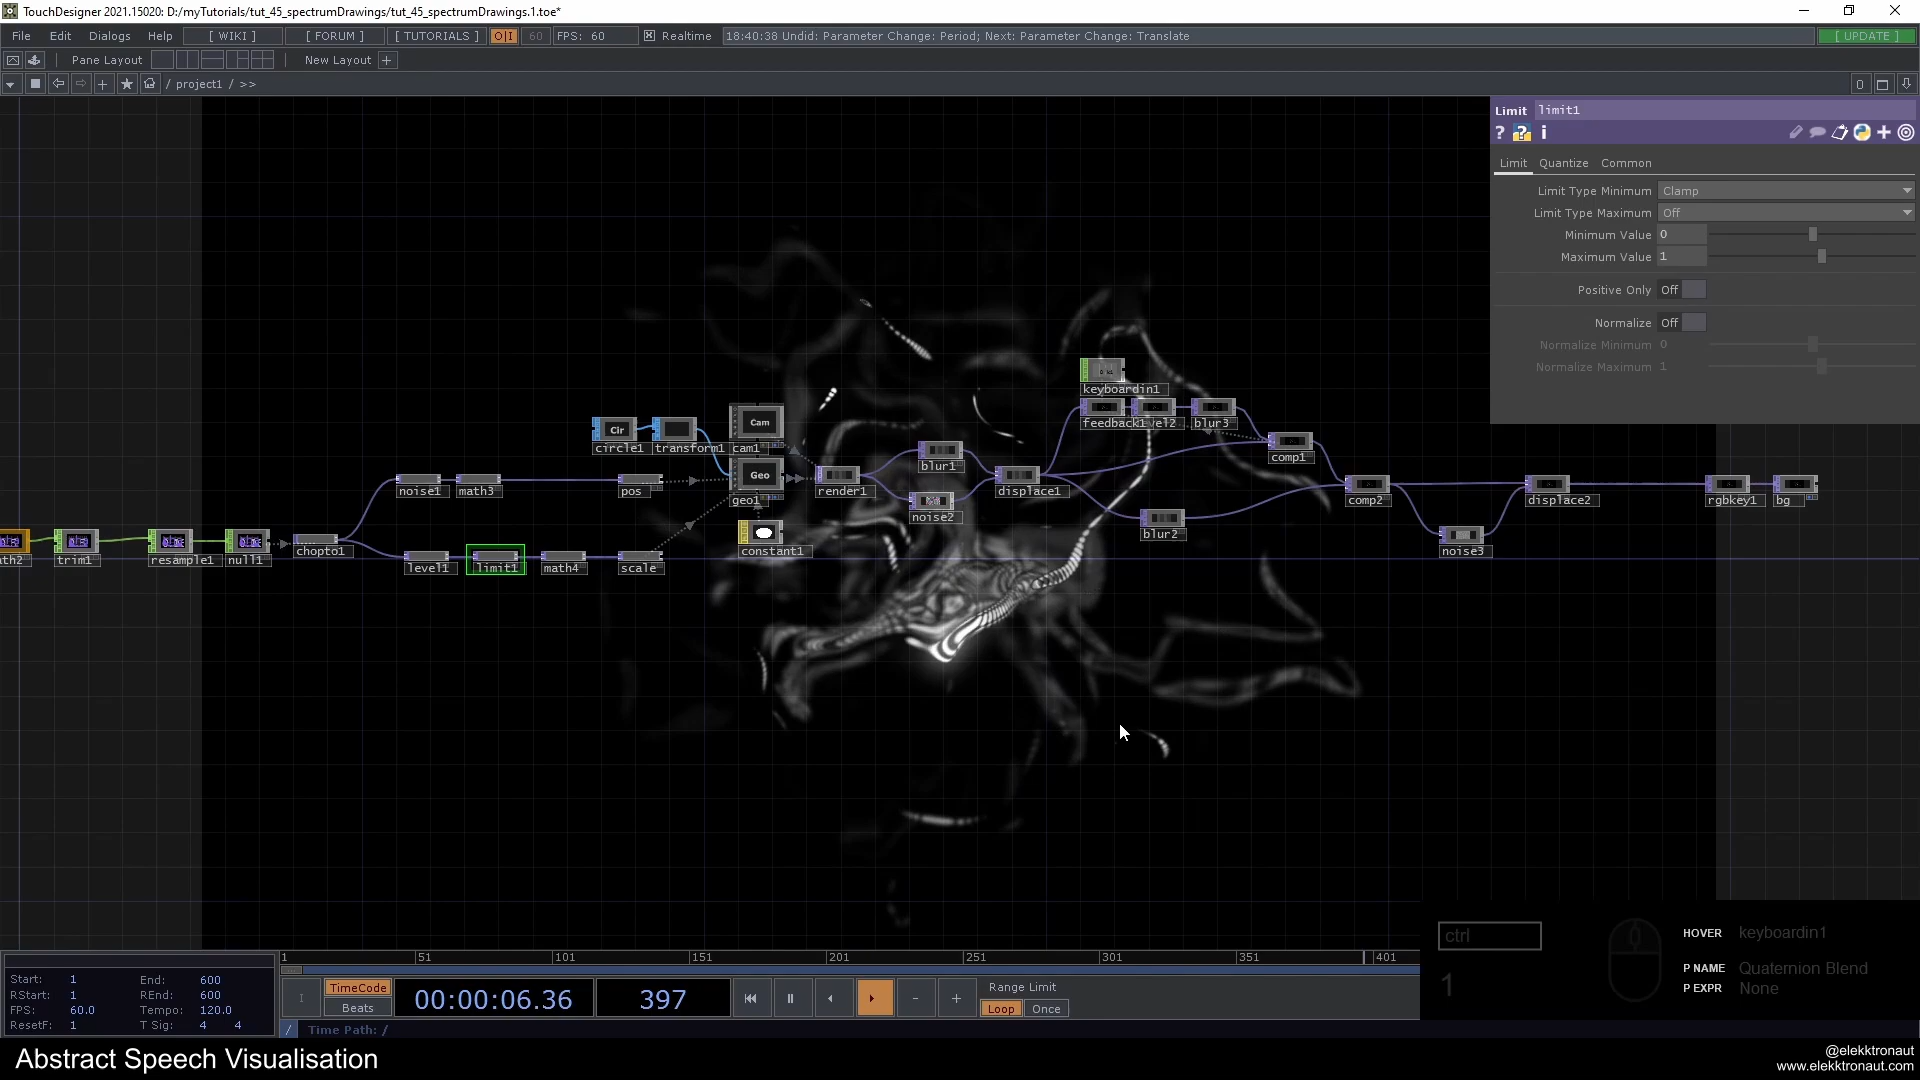 TouchDesigner 2021.15020: D:/myTutorials/tut_45_spectrumDrawings/tut_45_spectrumDrawings.1.toe*
File Edit Dialogs Help [ WIKI ] [ FORUM ] [ TUTORIALS ] O|I 60 FPS: 60 Realtime 18:40:38 Undid: Parameter Change: Period; Next: Parameter Change: Translate [ UPDATE ]
Pane Layout New Layout +
/ project1 / >> 0
Limit limit1
? ? i
Limit Quantize Common
Limit Type Minimum Clamp
Limit Type Maximum Off
Minimum Value 0
Maximum Value 1
Positive Only Off
Normalize Off
Normalize Minimum 0
Normalize Maximum 1
keyboardin1
feedback1 vel2 blur3
Cir Cam
circle1 transform1 cam1
comp1
blur1
Geo
noise1 math3 pos geo1 render1 displace1
comp2 displace2 rgbkey1 bg
noise2
blur2
constant1
ath2 trim1 resample1 null1 chopto1 noise3
level1 limit1 math4 scale
1 51 101 151 201 251 301 351 401
Start: 1 End: 600
RStart: 1 REnd: 600
FPS: 60.0 Tempo: 120.0
ResetF: 1 T Sig: 4 4
TimeCode
Beats
00:00:06.36 397
Range Limit
Loop Once
/ Time Path: /
ctrl
1
HOVER keyboardin1
P NAME Quaternion Blend
P EXPR None
Abstract Speech Visualisation
@elekktronaut
www.elekktronaut.com